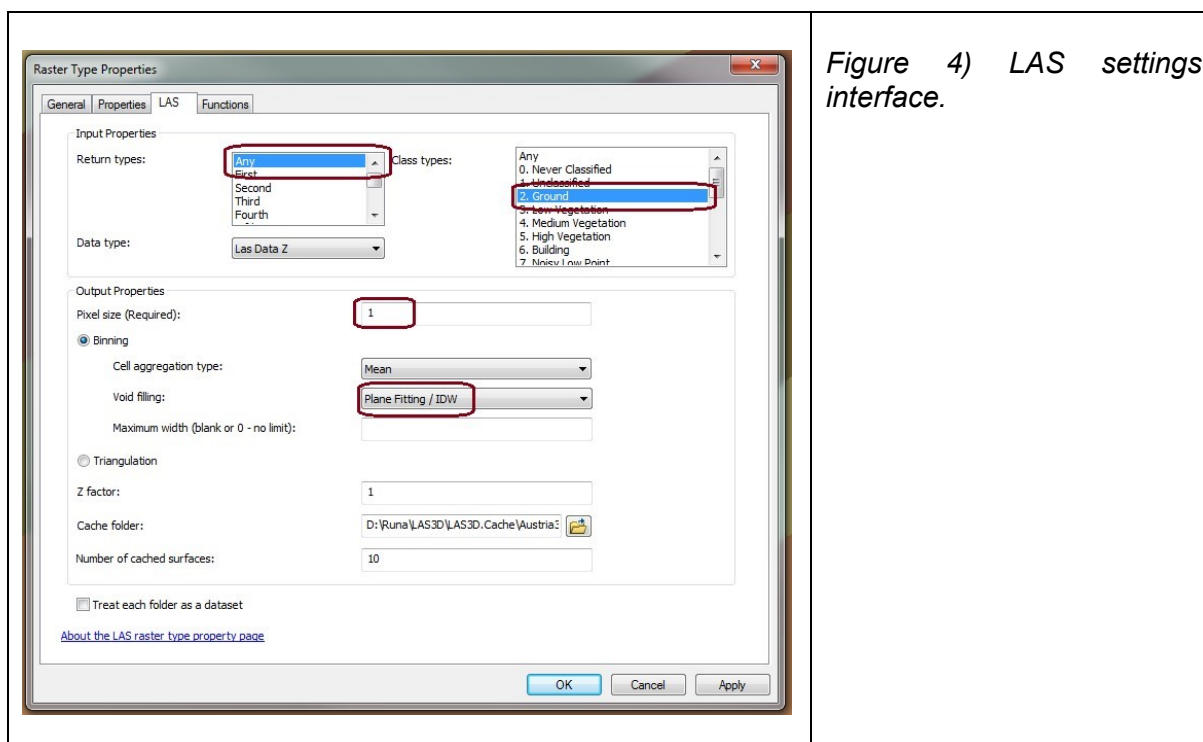 Raster Type Properties
General Properties LAS Functions
Input Properties
Return types:
Any
First
Second
Third
Fourth
Class types:
Any
0. Never Classified
1. Unclassified
2. Ground
3. Low Vegetation
4. Medium Vegetation
5. High Vegetation
6. Building
7. Noisy Low Point
Data type: Las Data Z
Output Properties
Pixel size (Required): 1
Binning
Cell aggregation type: Mean
Void filling: Plane Fitting / IDW
Maximum width (blank or 0 - no limit):
Triangulation
Z factor: 1
Cache folder: D:\Runa\LAS3D\LAS3D.Cache\Austria3
Number of cached surfaces: 10
Treat each folder as a dataset
About the LAS raster type property page
OK Cancel Apply
Figure 4) LAS settings
interface.